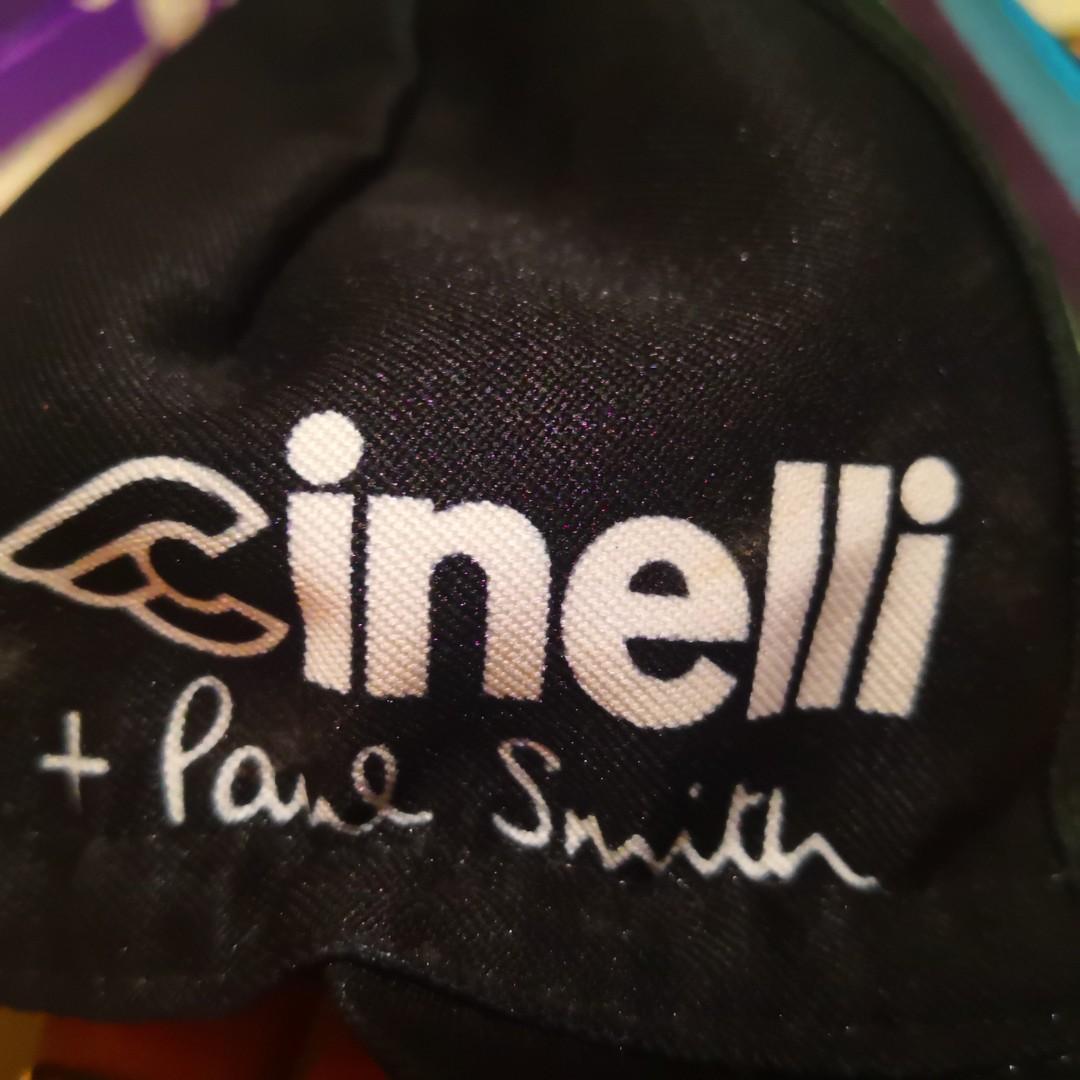 Cinelli
+ Paul Smith